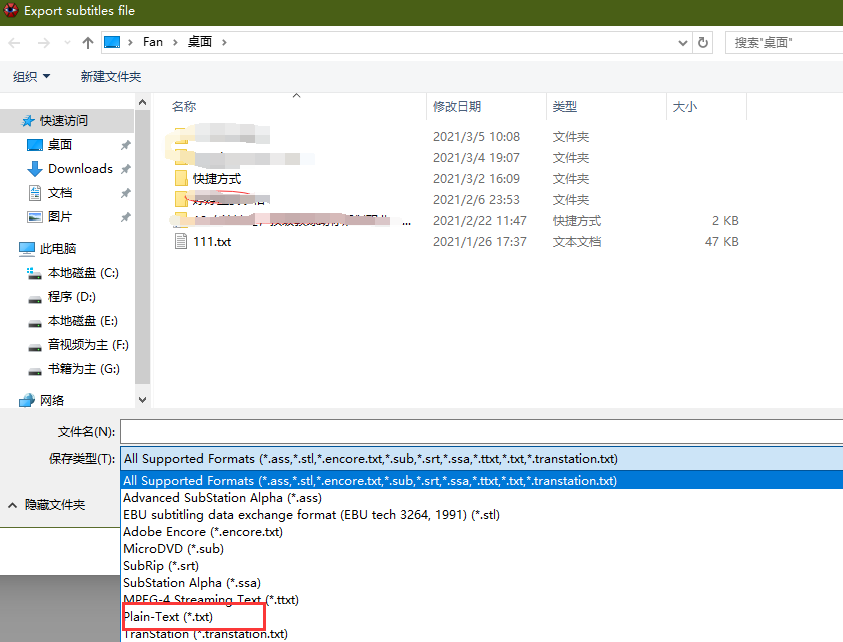 Export subtitles file
Fan › 桌面 ›
搜索"桌面"
组织
新建文件夹
名称 修改日期 类型 大小
快速访问
桌面
Downloads
文档
图片
此电脑
本地磁盘 (C:)
程序 (D:)
本地磁盘 (E:)
音视频为主 (F:)
书籍为主 (G:)
网络
2021/3/5 10:08 文件夹
2021/3/4 19:07 文件夹
快捷方式 2021/3/2 16:09 文件夹
2021/2/6 23:53 文件夹
... 2021/2/22 11:47 快捷方式 2 KB
111.txt 2021/1/26 17:37 文本文档 47 KB
文件名(N):
保存类型(T): All Supported Formats (*.ass,*.stl,*.encore.txt,*.sub,*.srt,*.ssa,*.ttxt,*.txt,*.transtation.txt)
All Supported Formats (*.ass,*.stl,*.encore.txt,*.sub,*.srt,*.ssa,*.ttxt,*.txt,*.transtation.txt)
Advanced SubStation Alpha (*.ass)
EBU subtitling data exchange format (EBU tech 3264, 1991) (*.stl)
Adobe Encore (*.encore.txt)
MicroDVD (*.sub)
SubRip (*.srt)
SubStation Alpha (*.ssa)
MPEG-4 Streaming Text (*.ttxt)
Plain-Text (*.txt)
TranStation (*.transtation.txt)
隐藏文件夹